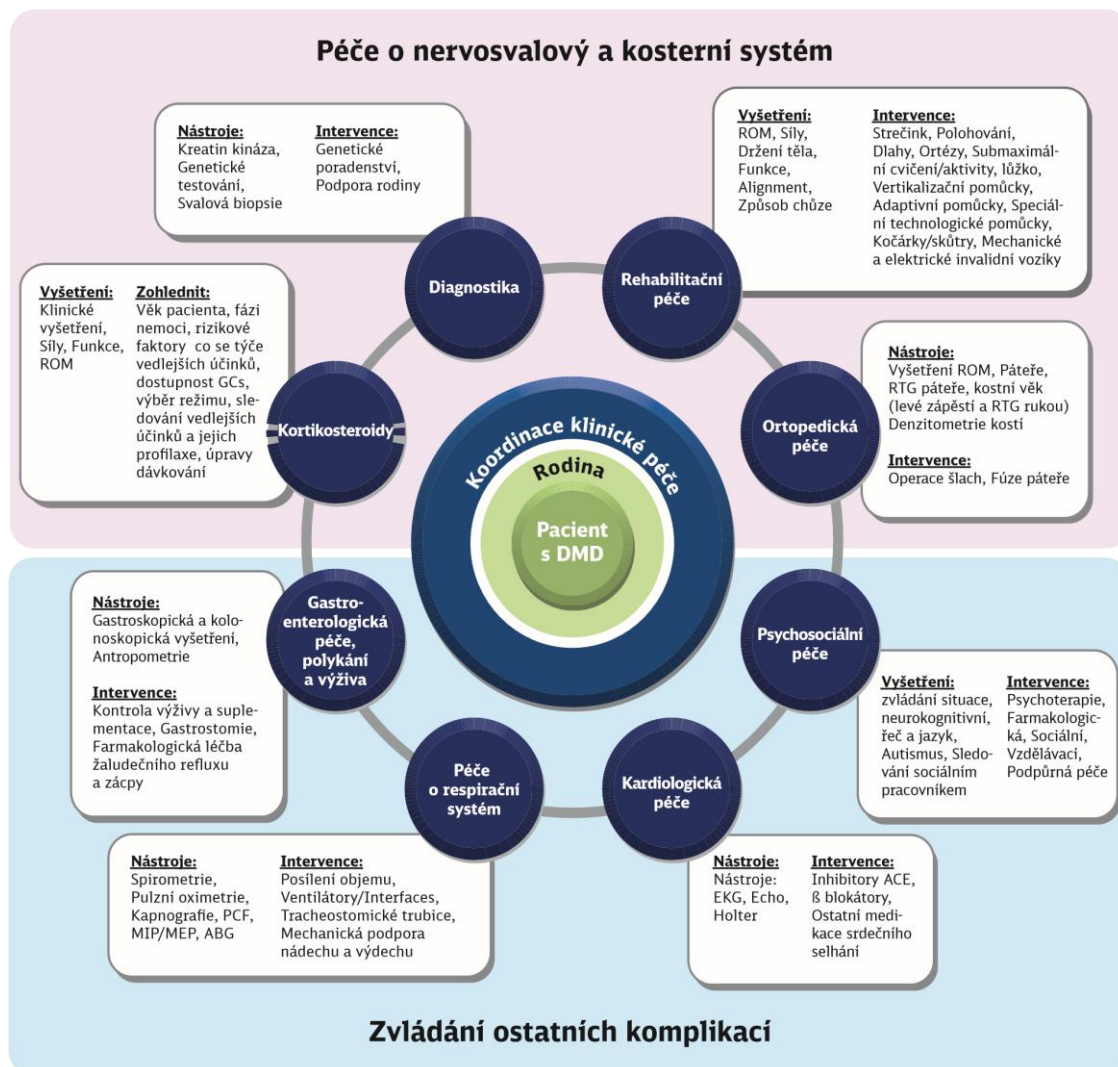 Péče o nervosvalový a kosterní systém
Nástroje:
Kreatin kináza,
Genetické
testování,
Svalová biopsie
Intervence:
Genetické
poradenství,
Podpora rodiny
Vyšetření:
ROM, Síly,
Držení těla,
Funkce,
Alignment,
Způsob chůze
Intervence:
Strečink, Polohování,
Dlahy, Ortézy, Submaximál-
ní cvičení/aktivity, lůžko,
Vertikalizační pomůcky,
Adaptivní pomůcky, Speciál-
ní technologické pomůcky,
Kočárky/skůtry, Mechanické
a elektrické invalidní vozíky
Diagnostika
Rehabilitační
péče
Vyšetření:
Klinické
vyšetření,
Síly, Funkce,
ROM
Zohlednit:
Věk pacienta, fázi
nemoci, rizikové
faktory co se týče
vedlejších účinků,
dostupnost GCs,
výběr režimu, sle-
dování vedlejších
účinků a jejich
profilaxe, úpravy
dávkování
Kortikosteroidy
Ortopedická
péče
Nástroje:
Vyšetření ROM, Páteře,
RTG páteře, kostní věk
(levé zápěstí a RTG rukou)
Denzitometrie kostí
Intervence:
Operace šlach, Fúze páteře
Koordinace klinické péče
Rodina
Pacient
s DMD
Nástroje:
Gastroskopická a kolo-
noskopická vyšetření,
Antropometrie
Intervence:
Kontrola výživy a suple-
mentace, Gastrostomie,
Farmakologická léčba
žaludečního refluxu
a zácpy
Gastro-
enterologická
péče,
polykání
a výživa
Psychosociální
péče
Vyšetření:
zvládání situace,
neurokognitivní,
řeč a jazyk,
Autismus, Sledo-
vání sociálním
pracovníkem
Intervence:
Psychoterapie,
Farmakologic-
ká, Sociální,
Vzdělávací,
Podpůrná péče
Péče
o respirační
systém
Kardiologická
péče
Nástroje:
Spirometrie,
Pulzní oximetrie,
Kapnografie, PCF,
MIP/MEP, ABG
Intervence:
Posílení objemu,
Ventilátory/Interfaces,
Tracheostomické trubice,
Mechanická podpora
nádechu a výdechu
Nástroje:
Nástroje:
EKG, Echo,
Holter
Intervence:
Inhibitory ACE,
ß blokátory,
Ostatní medi-
kace srdečního
selhání
Zvládání ostatních komplikací